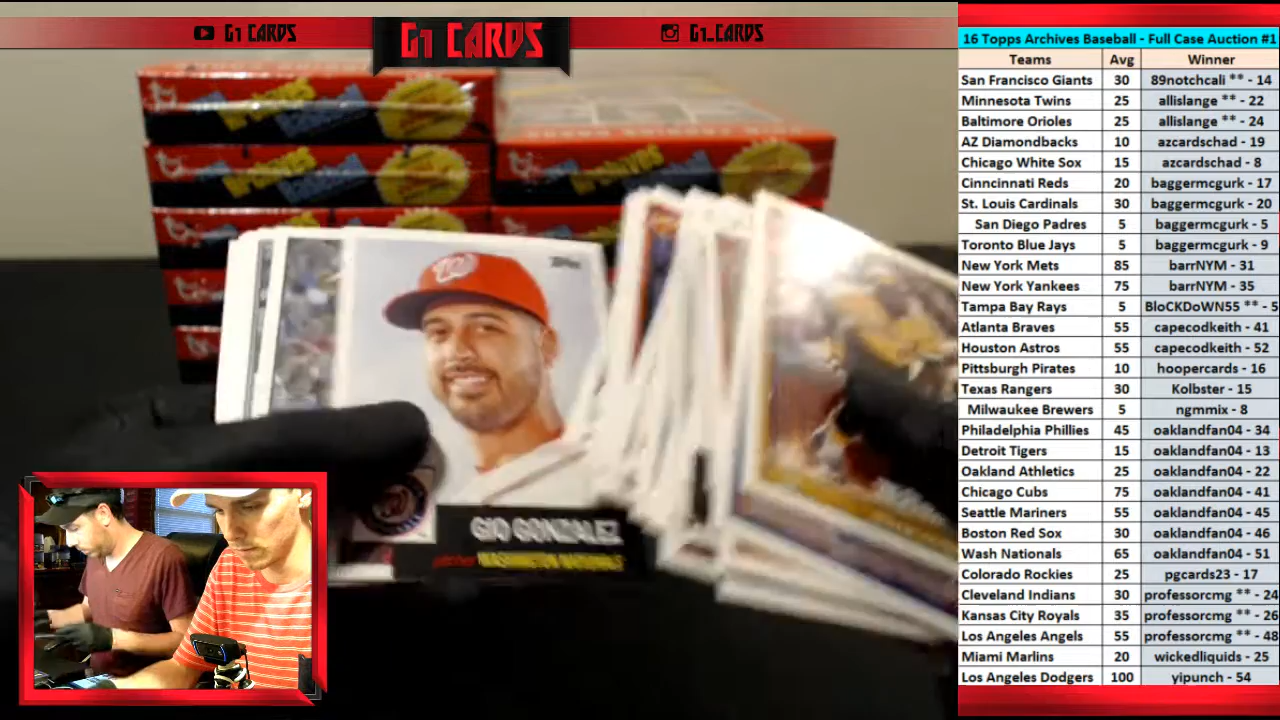 G1 CARDS
G1 CARDS
G1_CARDS
Topps
GIO GONZALEZ
pitcher WASHINGTON NATIONALS
16 Topps Archives Baseball - Full Case Auction #1
Teams Avg Winner
San Francisco Giants 30 89notchcali ** - 14
Minnesota Twins 25 allislange ** - 22
Baltimore Orioles 25 allislange ** - 24
AZ Diamondbacks 10 azcardschad - 19
Chicago White Sox 15 azcardschad - 8
Cinncinnati Reds 20 baggermcgurk - 17
St. Louis Cardinals 30 baggermcgurk - 20
San Diego Padres 5 baggermcgurk - 5
Toronto Blue Jays 5 baggermcgurk - 9
New York Mets 85 barrNYM - 31
New York Yankees 75 barrNYM - 35
Tampa Bay Rays 5 BloCKDoWN55 ** - 5
Atlanta Braves 55 capecodkeith - 41
Houston Astros 55 capecodkeith - 52
Pittsburgh Pirates 10 hoopercards - 16
Texas Rangers 30 Kolbster - 15
Milwaukee Brewers 5 ngmmix - 8
Philadelphia Phillies 45 oaklandfan04 - 34
Detroit Tigers 15 oaklandfan04 - 13
Oakland Athletics 25 oaklandfan04 - 22
Chicago Cubs 75 oaklandfan04 - 41
Seattle Mariners 55 oaklandfan04 - 45
Boston Red Sox 30 oaklandfan04 - 46
Wash Nationals 65 oaklandfan04 - 51
Colorado Rockies 25 pgcards23 - 17
Cleveland Indians 30 professorcmg ** - 24
Kansas City Royals 35 professorcmg ** - 26
Los Angeles Angels 55 professorcmg ** - 48
Miami Marlins 20 wickedliquids - 25
Los Angeles Dodgers 100 yipunch - 54